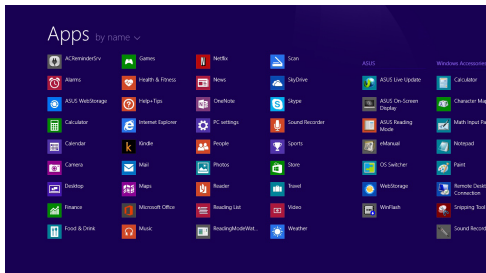 Apps by name
ACReminderSrv
Alarms
ASUS WebStorage
Calculator
Calendar
Camera
Desktop
Finance
Food & Drink
Games
Health & Fitness
Help+Tips
Internet Explorer
Kindle
Mail
Maps
Microsoft Office
Music
Netflix
News
OneNote
PC settings
People
Photos
Reader
Reading List
ReadingModeWat...
Scan
SkyDrive
Skype
Sound Recorder
Sports
Store
Travel
Video
Weather
ASUS
ASUS Live Update
ASUS On-Screen
Display
ASUS Reading
Mode
eManual
OS Switcher
WebStorage
WinFlash
Windows Accessories
Calculator
Character Map
Math Input Pa
Notepad
Paint
Remote Deskt
Connection
Snipping Tool
Sound Record